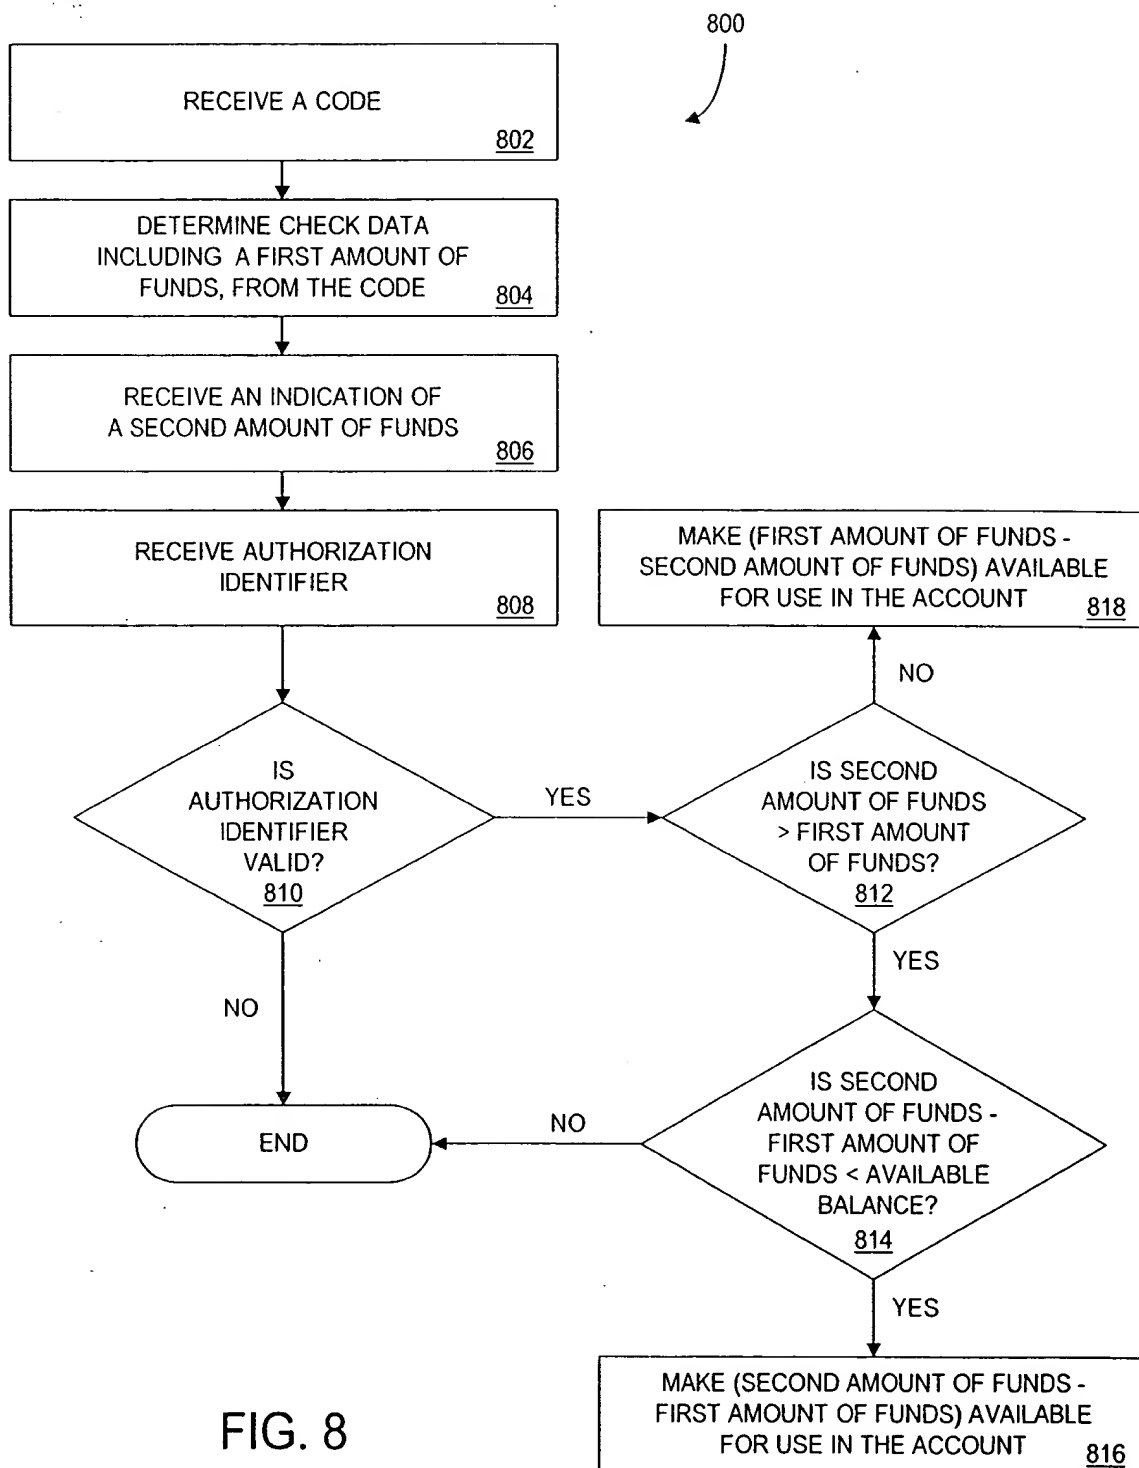 800
RECEIVE A CODE
802
DETERMINE CHECK DATA
INCLUDING A FIRST AMOUNT OF
FUNDS, FROM THE CODE
804
RECEIVE AN INDICATION OF
A SECOND AMOUNT OF FUNDS
806
RECEIVE AUTHORIZATION
IDENTIFIER
808
MAKE (FIRST AMOUNT OF FUNDS -
SECOND AMOUNT OF FUNDS) AVAILABLE
FOR USE IN THE ACCOUNT
818
NO
IS
AUTHORIZATION
IDENTIFIER
VALID?
810
YES
IS SECOND
AMOUNT OF FUNDS
> FIRST AMOUNT
OF FUNDS?
812
YES
NO
END
NO
IS SECOND
AMOUNT OF FUNDS -
FIRST AMOUNT OF
FUNDS < AVAILABLE
BALANCE?
814
YES
MAKE (SECOND AMOUNT OF FUNDS -
FIRST AMOUNT OF FUNDS) AVAILABLE
FOR USE IN THE ACCOUNT
816
FIG. 8